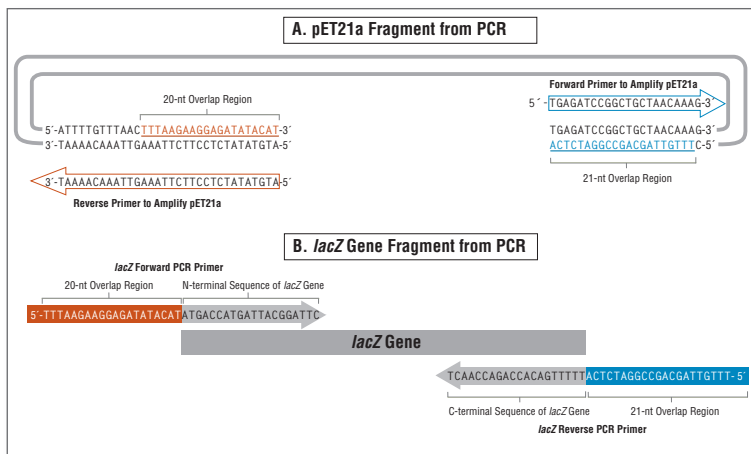 A. pET21a Fragment from PCR
20-nt Overlap Region
Forward Primer to Amplify pET21a
5´-TGAGATCCGGCTGCTAACAAAG-3´
5´-ATTTTGTTTAACTTTAAGAAGGAGATATACAT-3´
TGAGATCCGGCTGCTAACAAAG-3´
3´-TAAAACAAATTGAAATTCTTCCTCTATATGTA-5´
ACTCTAGGCCGACGATTGTTTC-5´
21-nt Overlap Region
3´-TAAAACAAATTGAAATTCTTCCTCTATATGTA-5´
Reverse Primer to Amplify pET21a
B. lacZ Gene Fragment from PCR
lacZ Forward PCR Primer
20-nt Overlap Region
N-terminal Sequence of lacZ Gene
5´-TTTAAGAAGGAGATATACATATGACCATGATTACGGATTC
lacZ Gene
TCAACCAGACCACAGTTTTTACTCTAGGCCGACGATTGTTT-5´
C-terminal Sequence of lacZ Gene
21-nt Overlap Region
lacZ Reverse PCR Primer